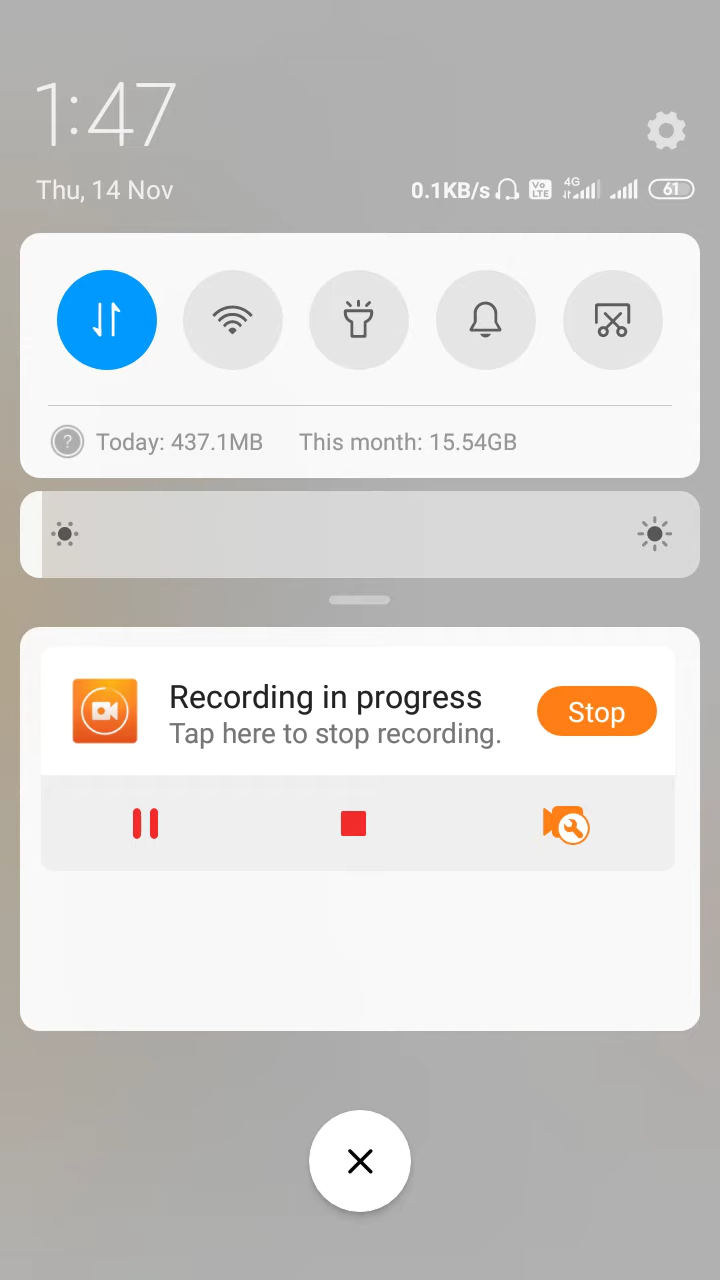 1:47
Thu, 14 Nov
0.1KB/s Vo LTE 4G 61
Today: 437.1MB This month: 15.54GB
Recording in progress
Tap here to stop recording.
Stop